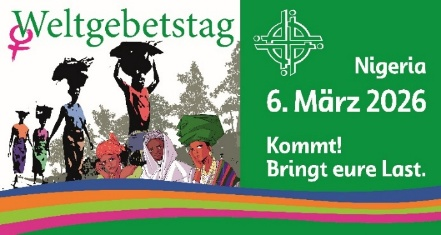 Weltgebetstag
Nigeria
6. März 2026
Kommt!
Bringt eure Last.